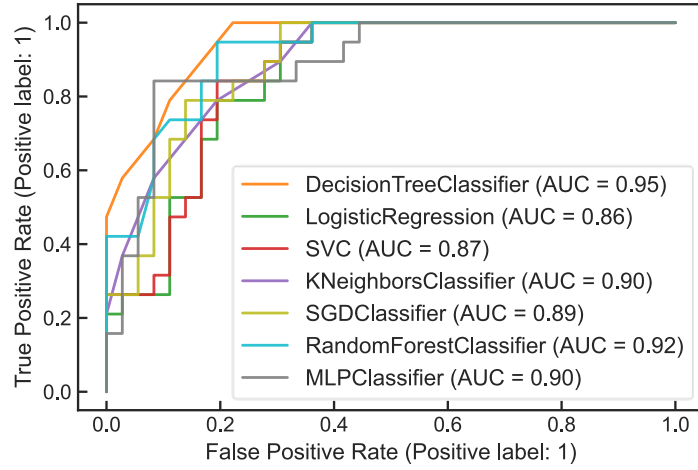 1.0
0.8
0.6
0.4
0.2
0.0
True Positive Rate (Positive label: 1)
DecisionTreeClassifier (AUC = 0.95)
LogisticRegression (AUC = 0.86)
SVC (AUC = 0.87)
KNeighborsClassifier (AUC = 0.90)
SGDClassifier (AUC = 0.89)
RandomForestClassifier (AUC = 0.92)
MLPClassifier (AUC = 0.90)
0.0 0.2 0.4 0.6 0.8 1.0
False Positive Rate (Positive label: 1)